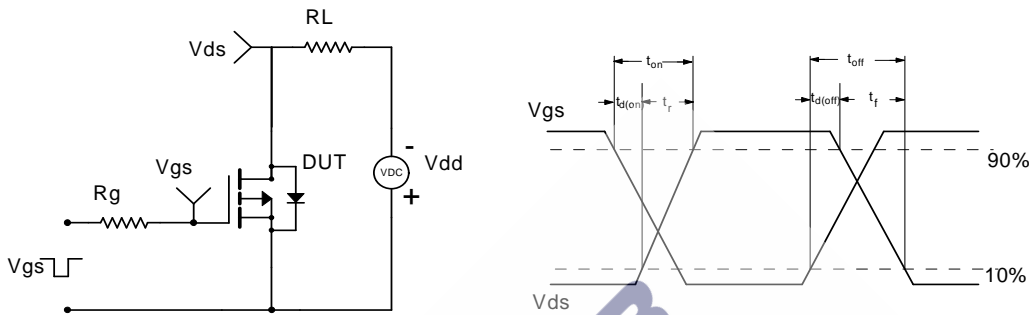 RL
Vds
Vgs
DUT
Rg
Vgs
VDC
-
+
Vdd
ton
toff
td(on)
tr
td(off)
tf
Vgs
90%
10%
Vds